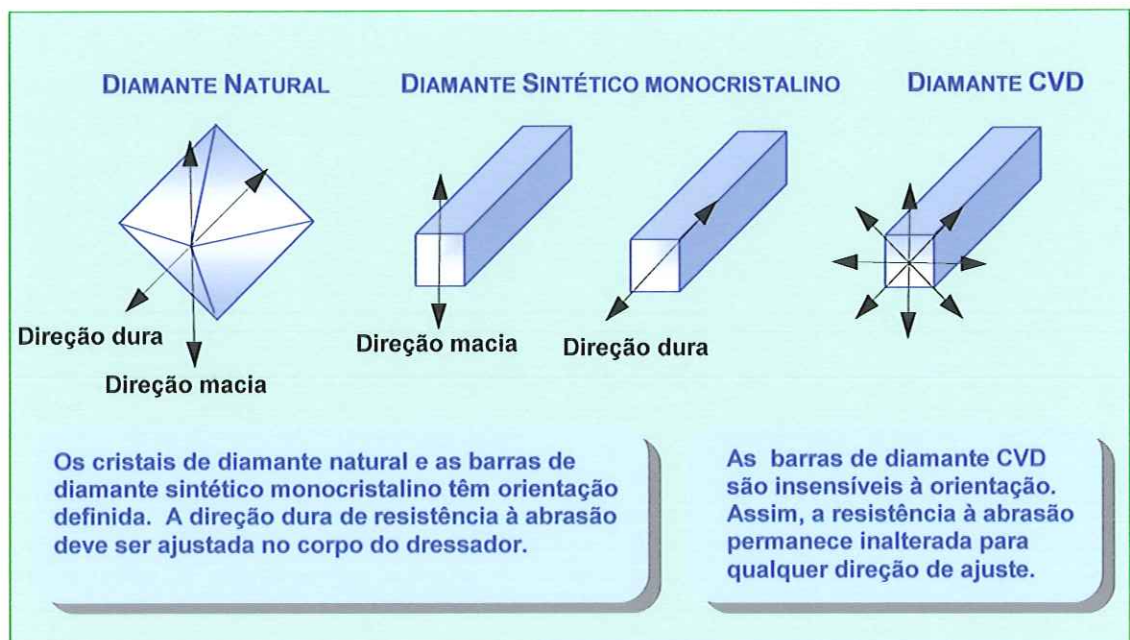 DIAMANTE NATURAL
DIAMANTE SINTÉTICO MONOCRISTALINO
DIAMANTE CVD
Direção dura
Direção macia
Direção macia
Direção dura
Os cristais de diamante natural e as barras de
diamante sintético monocristalino têm orientação
definida. A direção dura de resistência à abrasão
deve ser ajustada no corpo do dressador.
As barras de diamante CVD
são insensíveis à orientação.
Assim, a resistência à abrasão
permanece inalterada para
qualquer direção de ajuste.